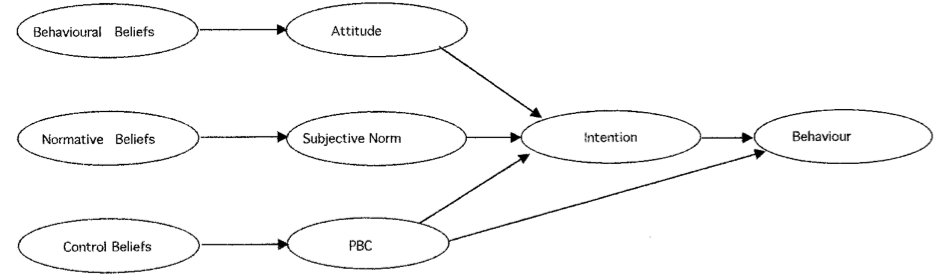 Behavioural Beliefs
Attitude
Normative Beliefs
Subjective Norm
Intention
Behaviour
Control Beliefs
PBC